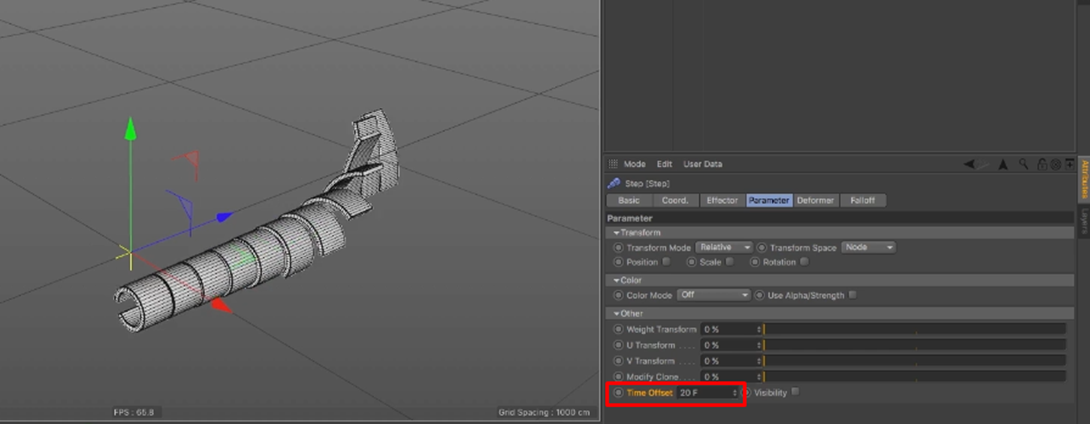 Mode Edit User Data
Step [Step]
Basic Coord. Effector Parameter Deformer Falloff
Parameter
Transform
Transform Mode Relative Transform Space Node
Position Scale Rotation
Color
Color Mode Off Use Alpha/Strength
Other
Weight Transform 0 %
U Transform .... 0 %
V Transform .... 0 %
Modify Clone.... 0 %
Time Offset 20 F Visibility
Attributes
Layers
FPS : 65.8
Grid Spacing : 1000 cm